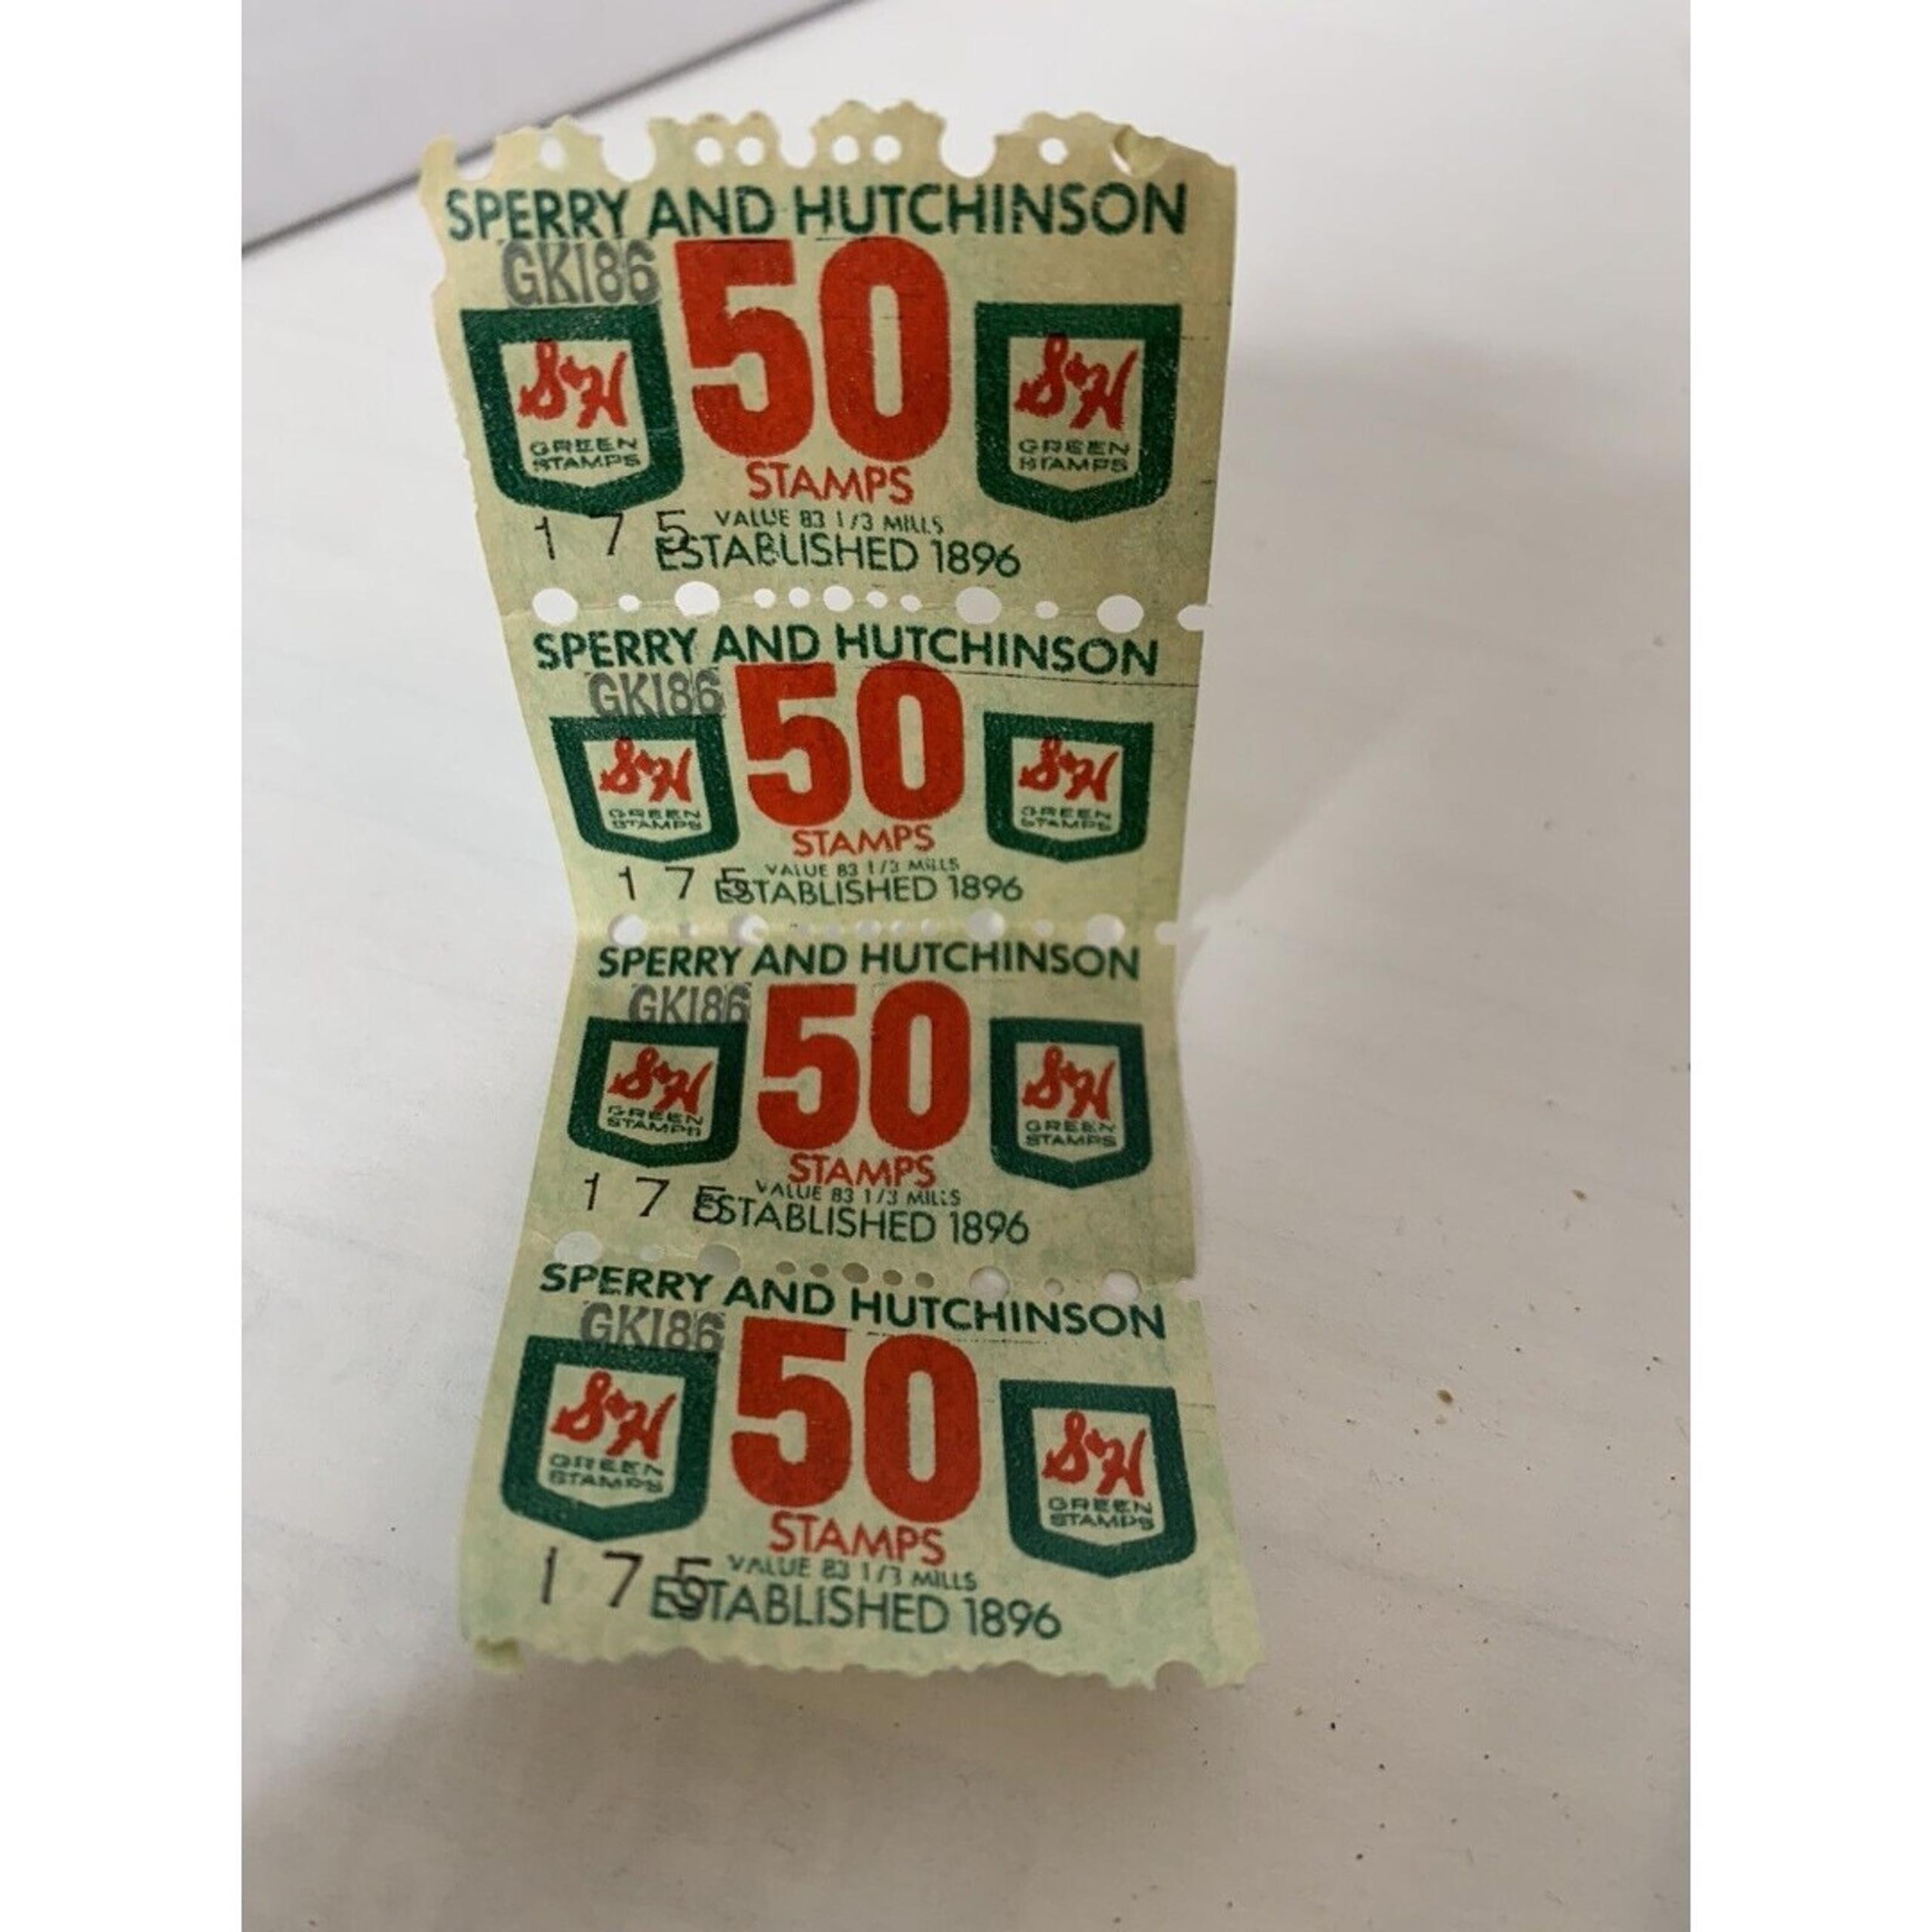 SPERRY AND HUTCHINSON
GK186
50
S&H
GREEN
STAMPS
S&H
GREEN
STAMPS
STAMPS
VALUE 83 1/3 MILLS
175
ESTABLISHED 1896
SPERRY AND HUTCHINSON
GK186
50
S&H
GREEN
STAMPS
S&H
GREEN
STAMPS
STAMPS
VALUE 83 1/3 MILLS
175
ESTABLISHED 1896
SPERRY AND HUTCHINSON
GK186
50
S&H
GREEN
STAMPS
S&H
GREEN
STAMPS
STAMPS
VALUE 83 1/3 MILLS
175
ESTABLISHED 1896
SPERRY AND HUTCHINSON
GK186
50
S&H
GREEN
STAMPS
S&H
GREEN
STAMPS
STAMPS
VALUE 83 1/3 MILLS
175
ESTABLISHED 1896